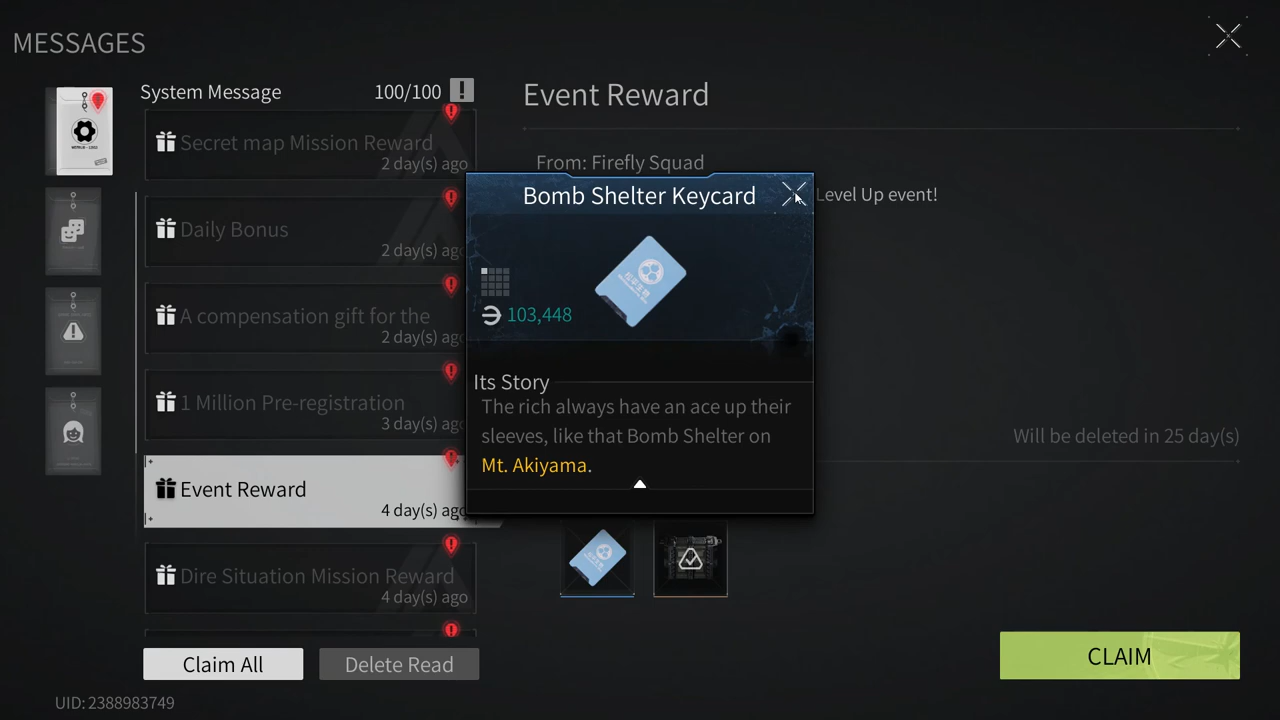 MESSAGES
System Message 100/100
Secret map Mission Reward
2 day(s) ago
Daily Bonus
2 day(s) ago
A compensation gift for the
2 day(s) ago
1 Million Pre-registration
3 day(s) ago
Event Reward
4 day(s) ago
Dire Situation Mission Reward
4 day(s) ago
Claim All
Delete Read
UID: 2388983749
Event Reward
From: Firefly Squad
Level Up event!
Bomb Shelter Keycard
103,448
Its Story
The rich always have an ace up their
sleeves, like that Bomb Shelter on
Mt. Akiyama.
Will be deleted in 25 day(s)
CLAIM